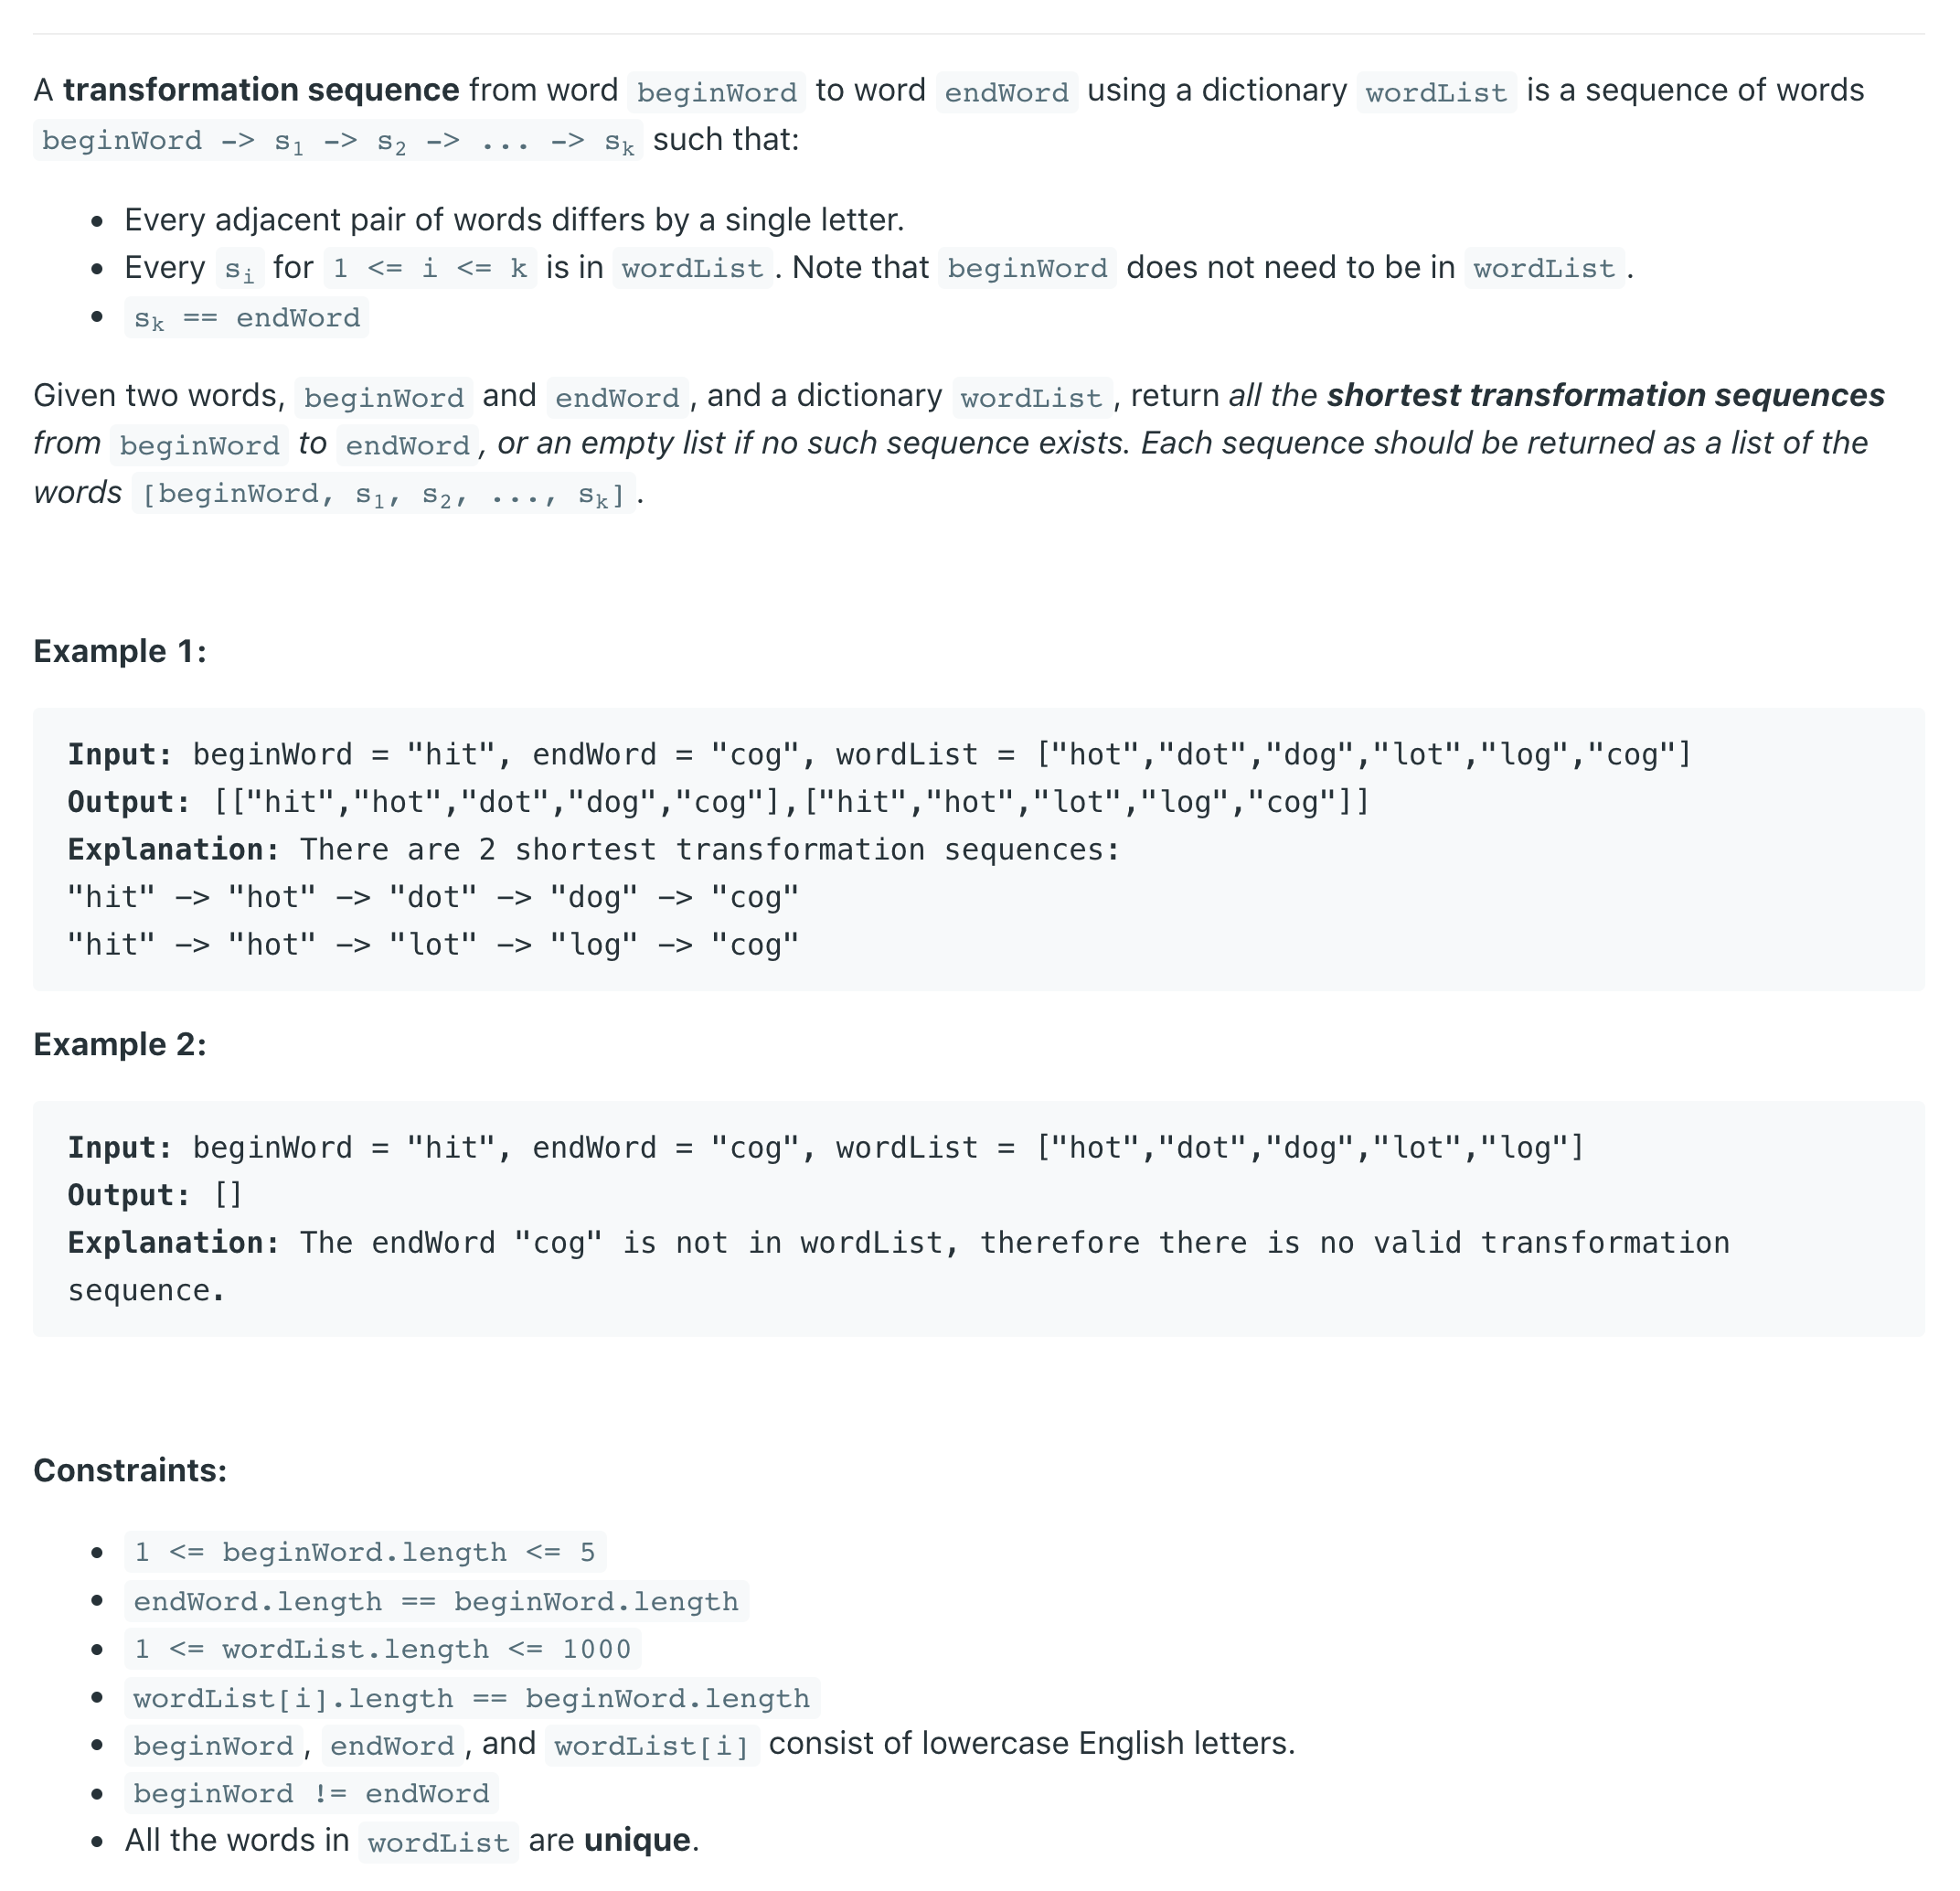 A transformation sequence from word beginWord to word endWord using a dictionary wordList is a sequence of words
beginWord -> s1 -> s2 -> ... -> sk such that:
• Every adjacent pair of words differs by a single letter.
• Every si for 1 <= i <= k is in wordList. Note that beginWord does not need to be in wordList.
• sk == endWord
Given two words, beginWord and endWord, and a dictionary wordList, return all the shortest transformation sequences
from beginWord to endWord, or an empty list if no such sequence exists. Each sequence should be returned as a list of the
words [beginWord, s1, s2, ..., sk].
Example 1:
Input: beginWord = "hit", endWord = "cog", wordList = ["hot","dot","dog","lot","log","cog"]
Output: [["hit","hot","dot","dog","cog"],["hit","hot","lot","log","cog"]]
Explanation: There are 2 shortest transformation sequences:
"hit" -> "hot" -> "dot" -> "dog" -> "cog"
"hit" -> "hot" -> "lot" -> "log" -> "cog"
Example 2:
Input: beginWord = "hit", endWord = "cog", wordList = ["hot","dot","dog","lot","log"]
Output: []
Explanation: The endWord "cog" is not in wordList, therefore there is no valid transformation
sequence.
Constraints:
• 1 <= beginWord.length <= 5
• endWord.length == beginWord.length
• 1 <= wordList.length <= 1000
• wordList[i].length == beginWord.length
• beginWord, endWord, and wordList[i] consist of lowercase English letters.
• beginWord != endWord
• All the words in wordList are unique.